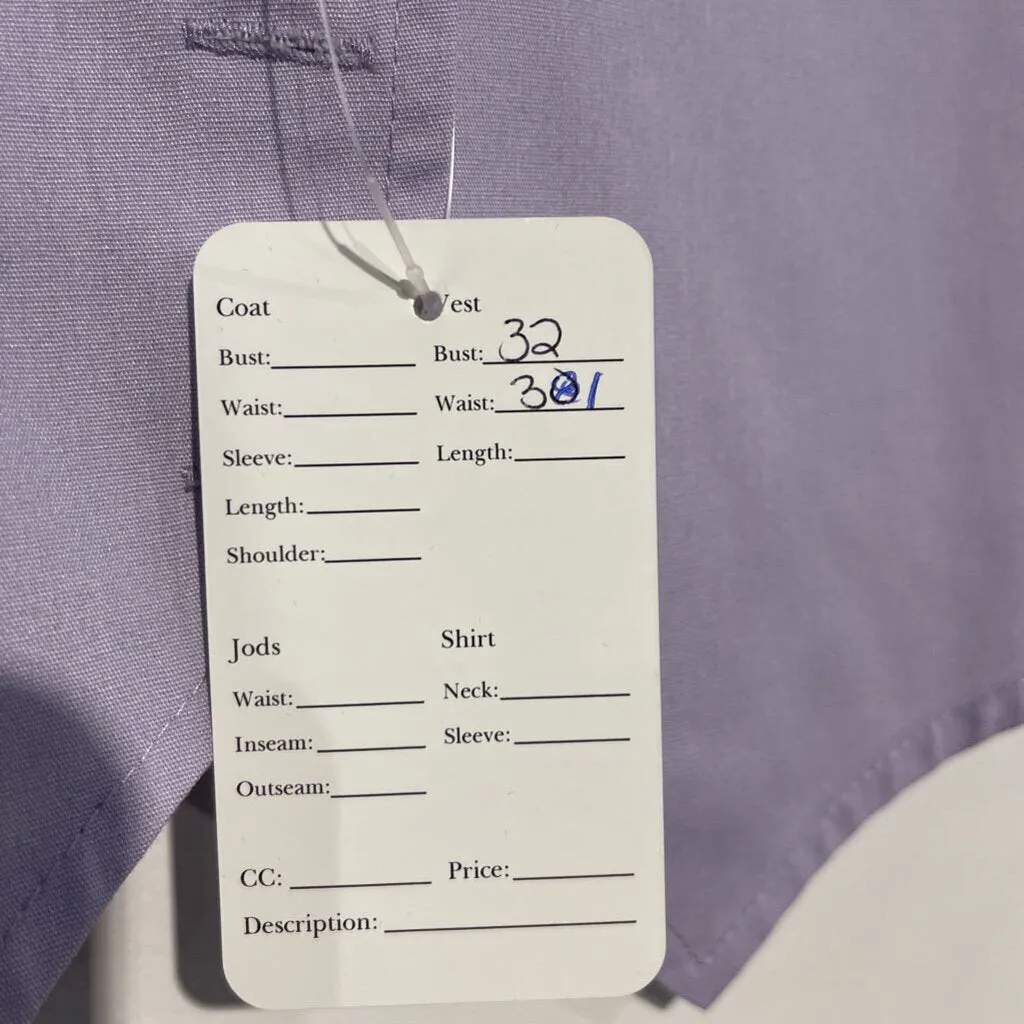 Coat
Bust:
Waist:
Sleeve:
Length:
Shoulder:
Vest
Bust: 32
Waist: 31
Length:
Jods
Waist:
Inseam:
Outseam:
Shirt
Neck:
Sleeve:
CC:
Price:
Description: